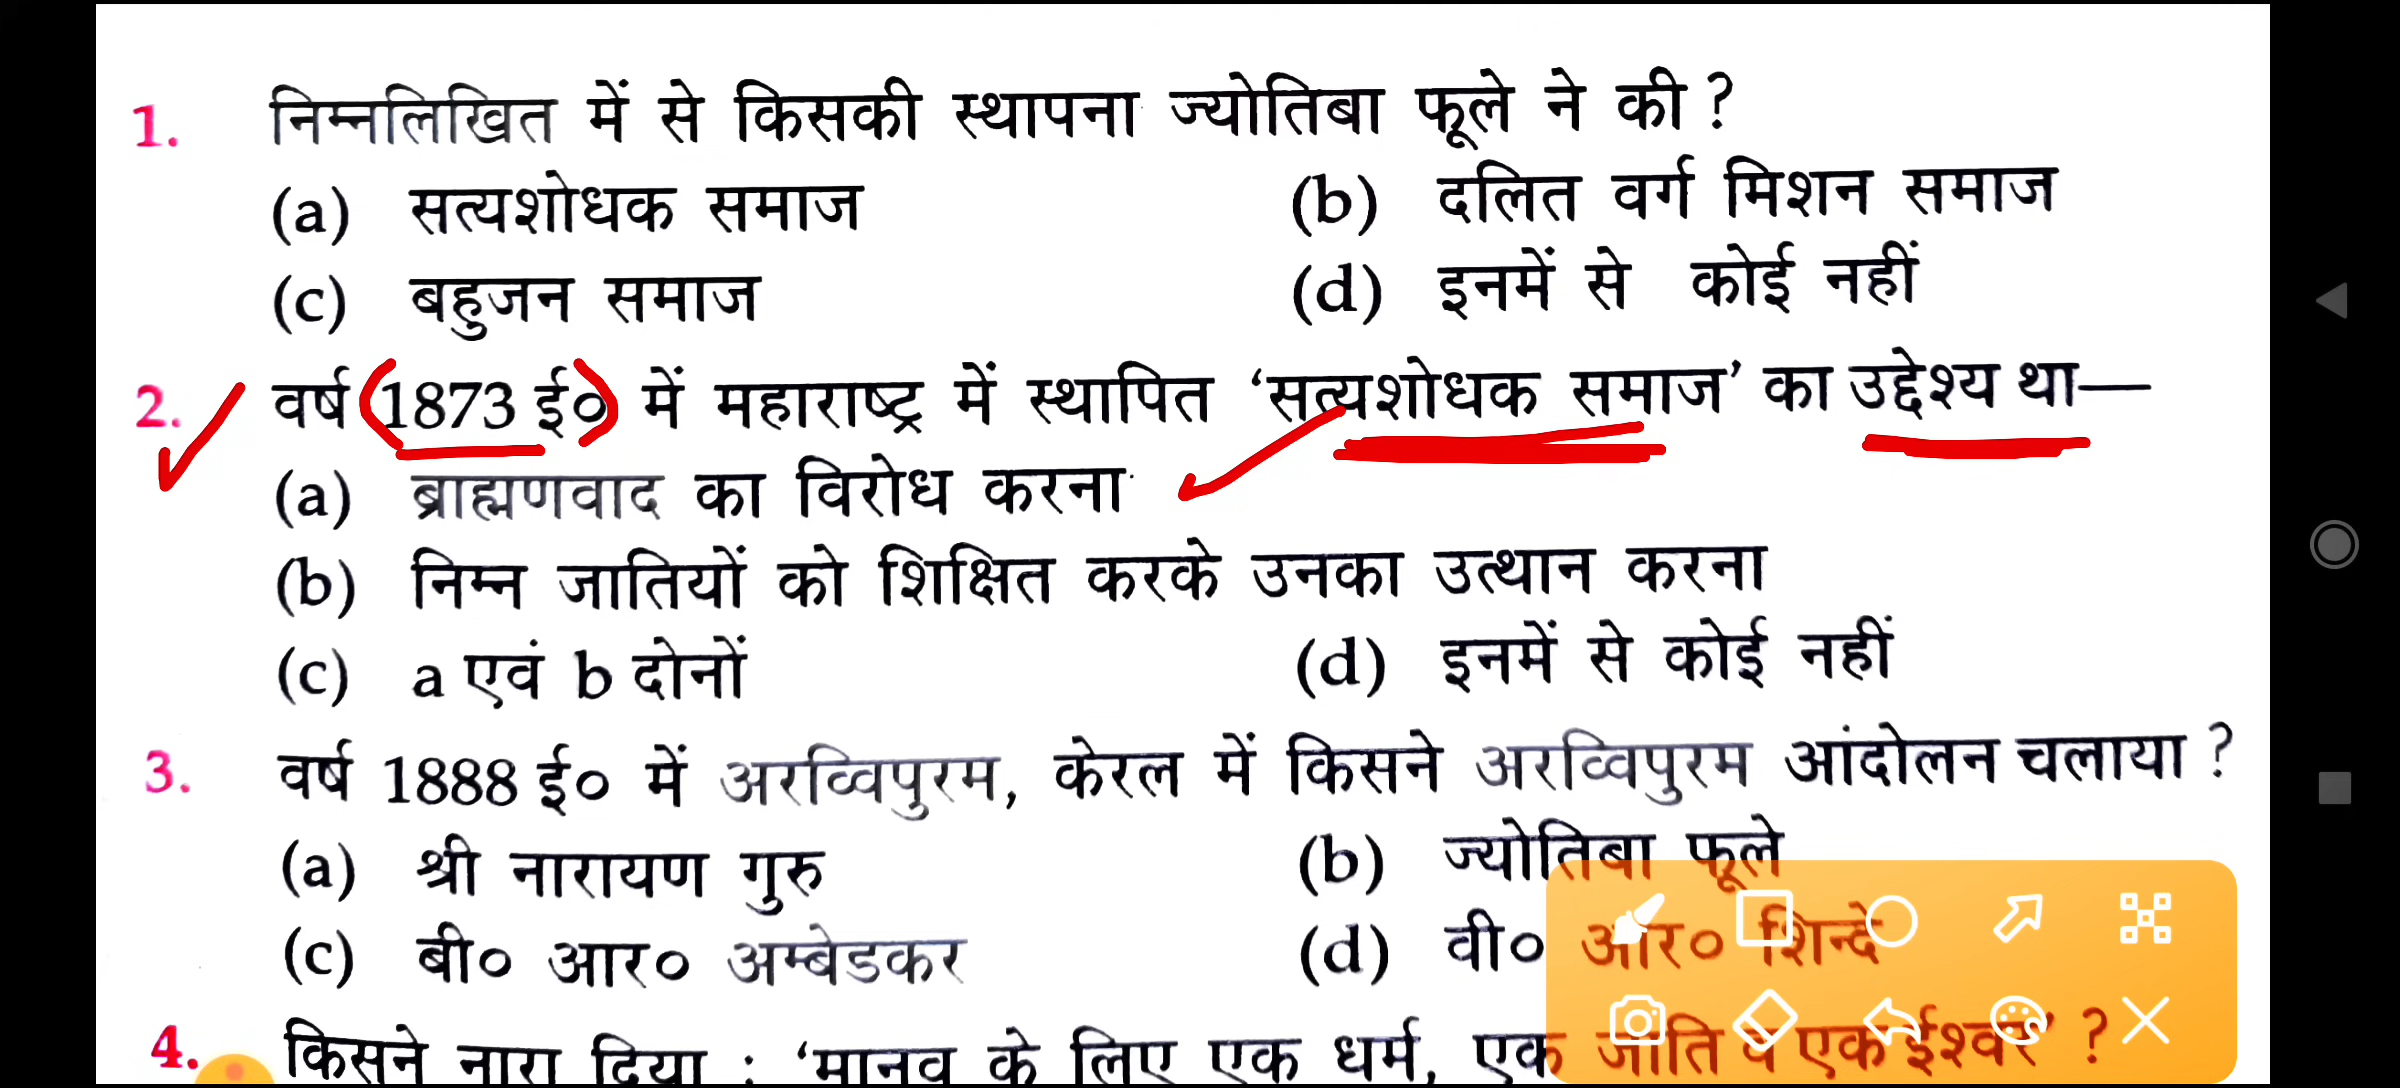 1. निम्नलिखित में से किसकी स्थापना ज्योतिबा फूले ने की ?
(a) सत्यशोधक समाज (b) दलित वर्ग मिशन समाज
(c) बहुजन समाज (d) इनमें से कोई नहीं
2. वर्ष (1873 ई०) में महाराष्ट्र में स्थापित ‘सत्यशोधक समाज’ का उद्देश्य था—
(a) ब्राह्मणवाद का विरोध करना
(b) निम्न जातियों को शिक्षित करके उनका उत्थान करना
(c) a एवं b दोनों (d) इनमें से कोई नहीं
3. वर्ष 1888 ई० में अरव्विपुरम, केरल में किसने अरव्विपुरम आंदोलन चलाया ?
(a) श्री नारायण गुरु (b) ज्योतिबा फूले
(c) बी० आर० अम्बेडकर (d) वी० आर० शिन्दे
4. किसने नारा दिया : ‘मानव के लिए एक धर्म, एक जाति व एक ईश्वर’ ?